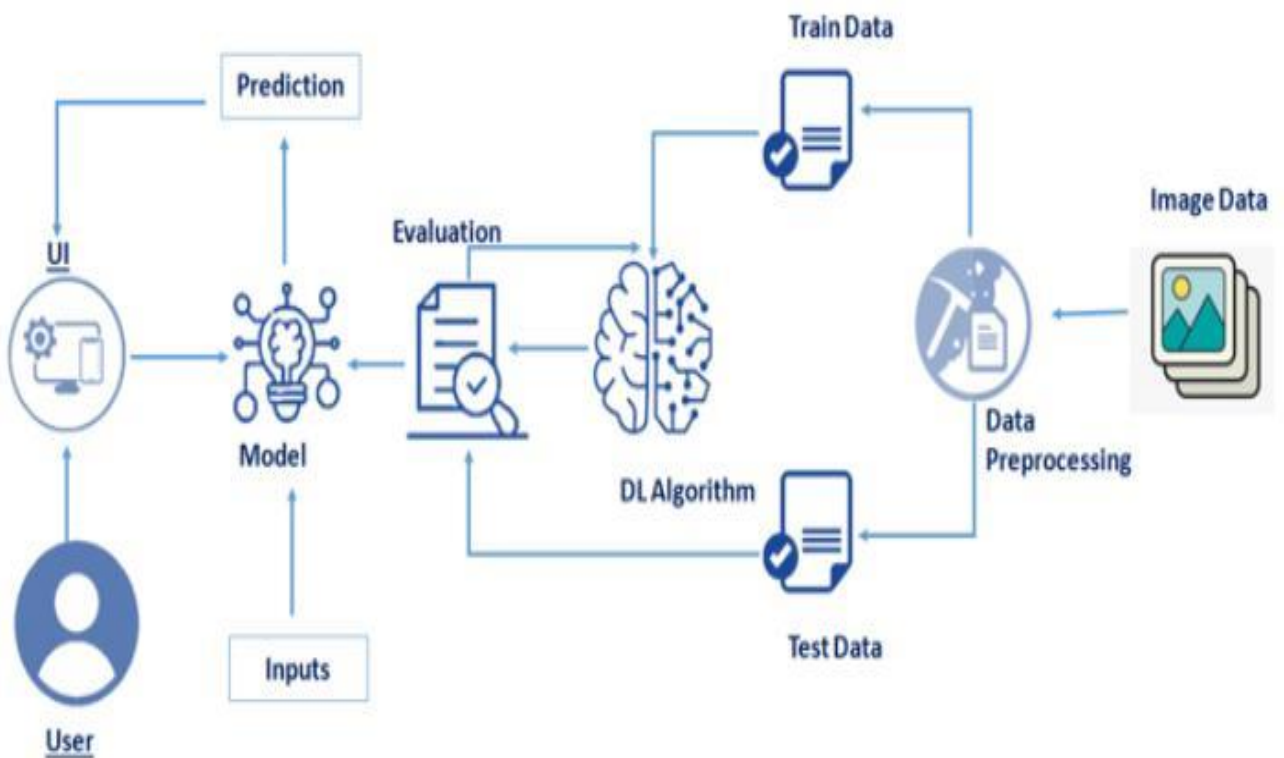 Train Data
Prediction
Image Data
Evaluation
UI
Data
Preprocessing
Model
DL Algorithm
Test Data
Inputs
User